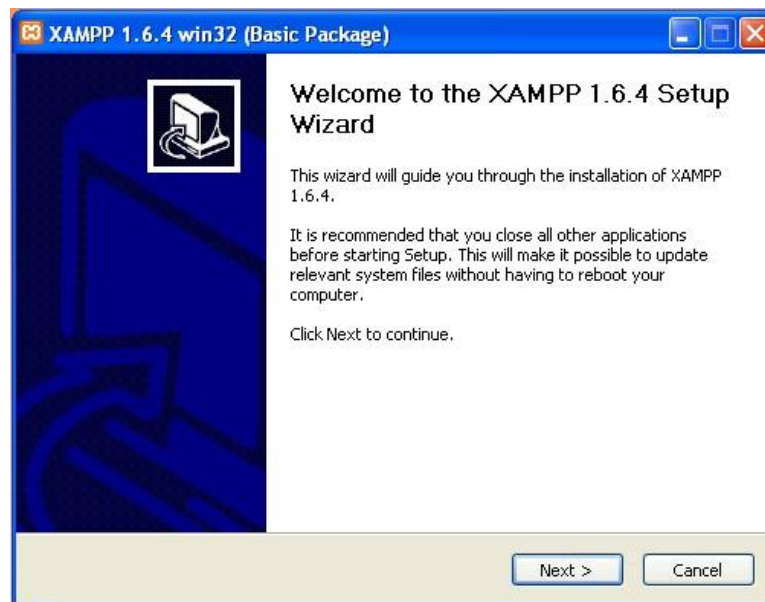 XAMPP 1.6.4 win32 (Basic Package)
Welcome to the XAMPP 1.6.4 Setup
Wizard
This wizard will guide you through the installation of XAMPP
1.6.4.
It is recommended that you close all other applications
before starting Setup. This will make it possible to update
relevant system files without having to reboot your
computer.
Click Next to continue.
Next >
Cancel